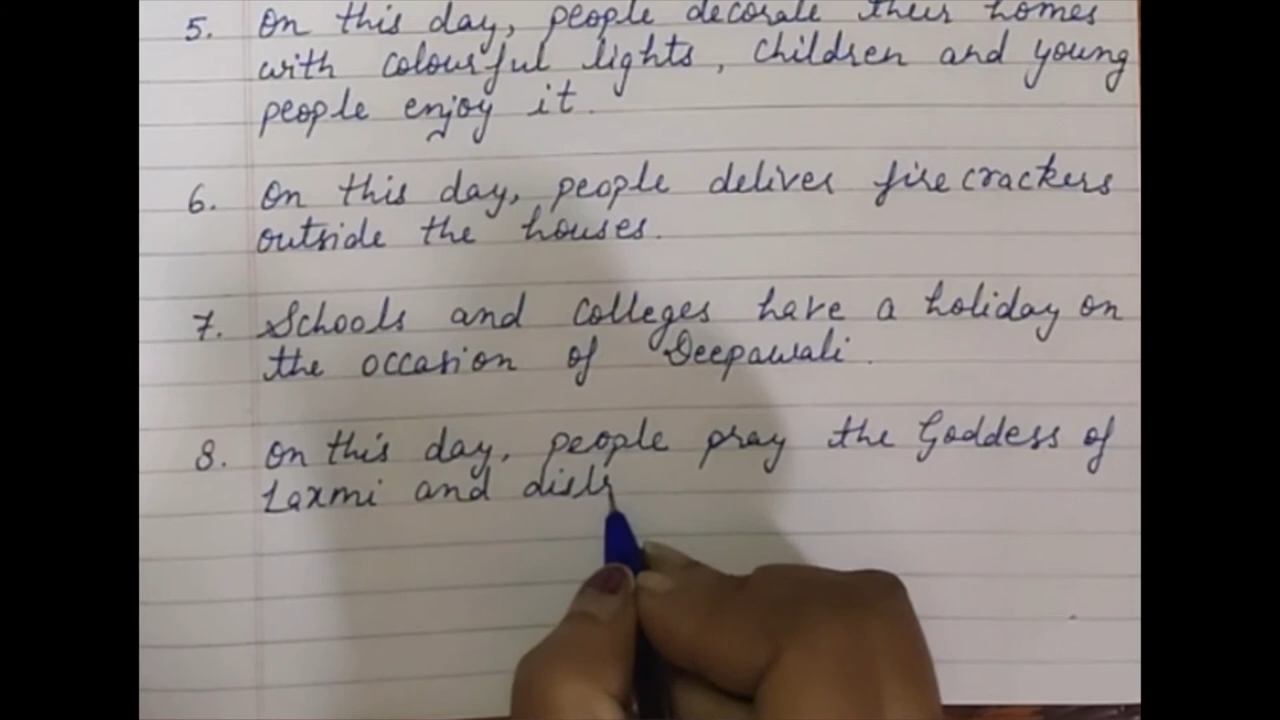 5. On this day, people decorate their homes
with colourful lights, children and young
people enjoy it.
6. On this day, people deliver fire crackers
outside the houses.
7. Schools and colleges have a holiday on
the occasion of Deepawali.
8. On this day, people pray the Goddess of
Laxmi and